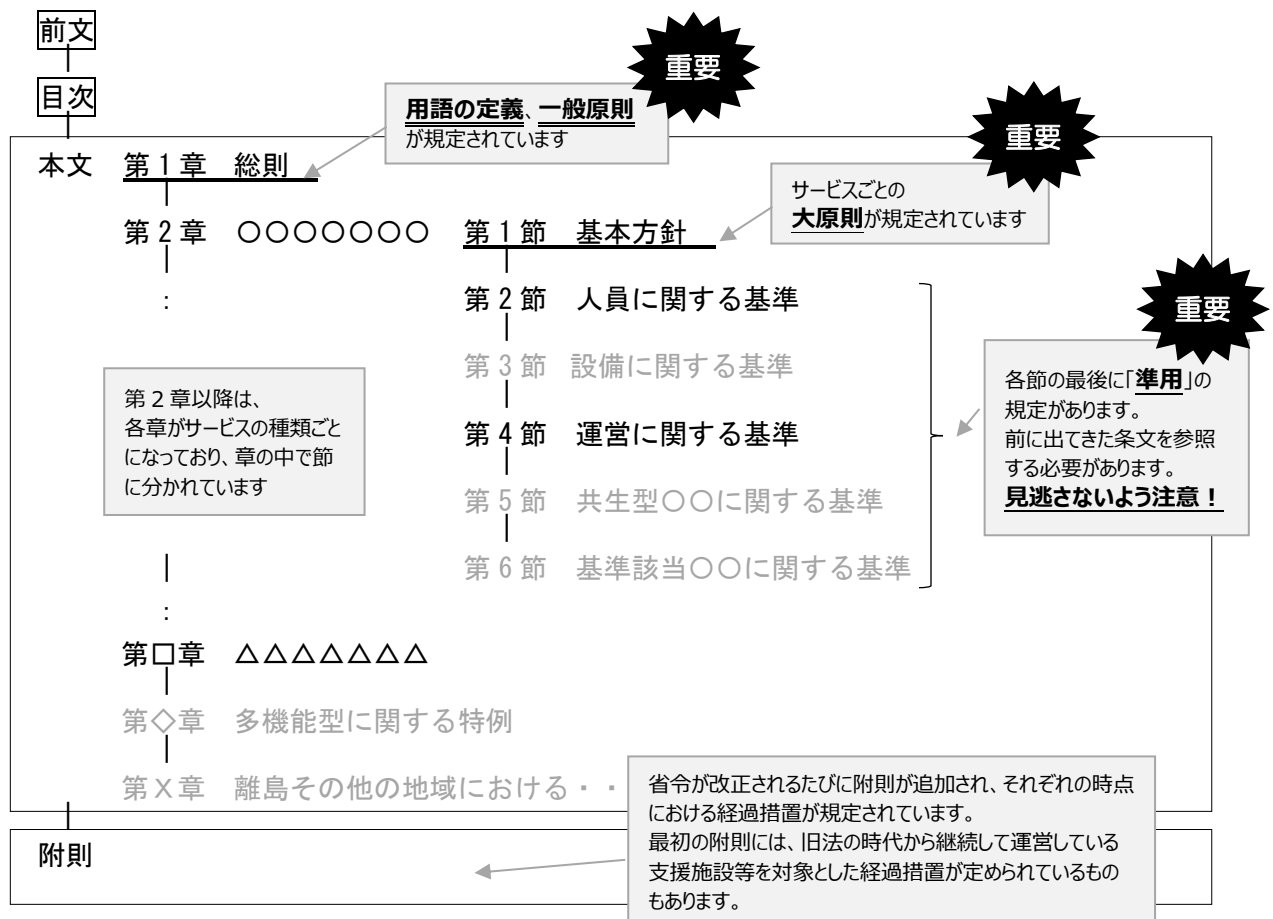 前文
重要
目次
用語の定義、一般原則
が規定されています
重要
本文　第１章　総則
サービスごとの
大原則が規定されています
第２章　○○○○○○○　第１節　基本方針
:
第２節　人員に関する基準
重要
第３節　設備に関する基準
第２章以降は、
各章がサービスの種類ごと
になっており、章の中で節
に分かれています
各節の最後に「準用」の
規定があります。
前に出てきた条文を参照
する必要があります。
見逃さないよう注意！
第４節　運営に関する基準
第５節　共生型○○に関する基準
第６節　基準該当○○に関する基準
:
第□章　△△△△△△△
第◇章　多機能型に関する特例
第×章　離島その他の地域における・・
省令が改正されるたびに附則が追加され、それぞれの時点
における経過措置が規定されています。
最初の附則には、旧法の時代から継続して運営している
支援施設等を対象とした経過措置が定められているもの
もあります。
附則